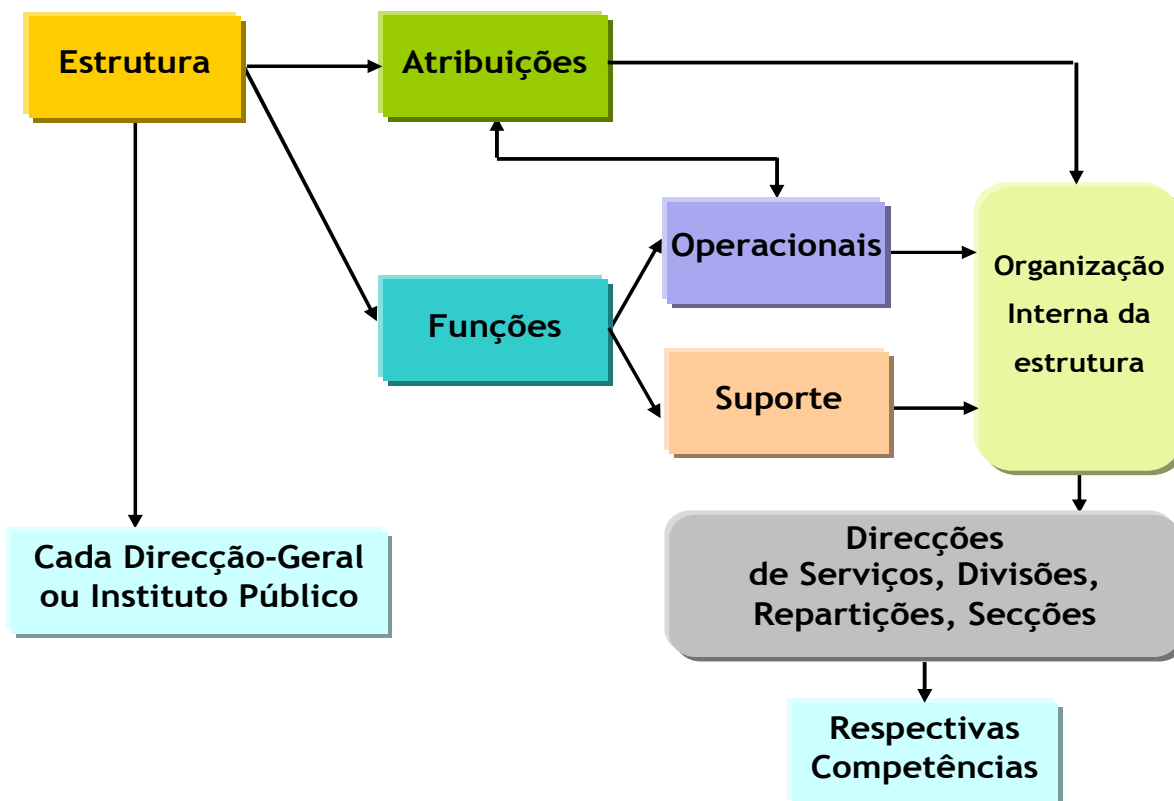 Estrutura
Atribuições
Operacionais
Organização
Interna da
estrutura
Funções
Suporte
Cada Direcção-Geral
ou Instituto Público
Direcções
de Serviços, Divisões,
Repartições, Secções
Respectivas
Competências